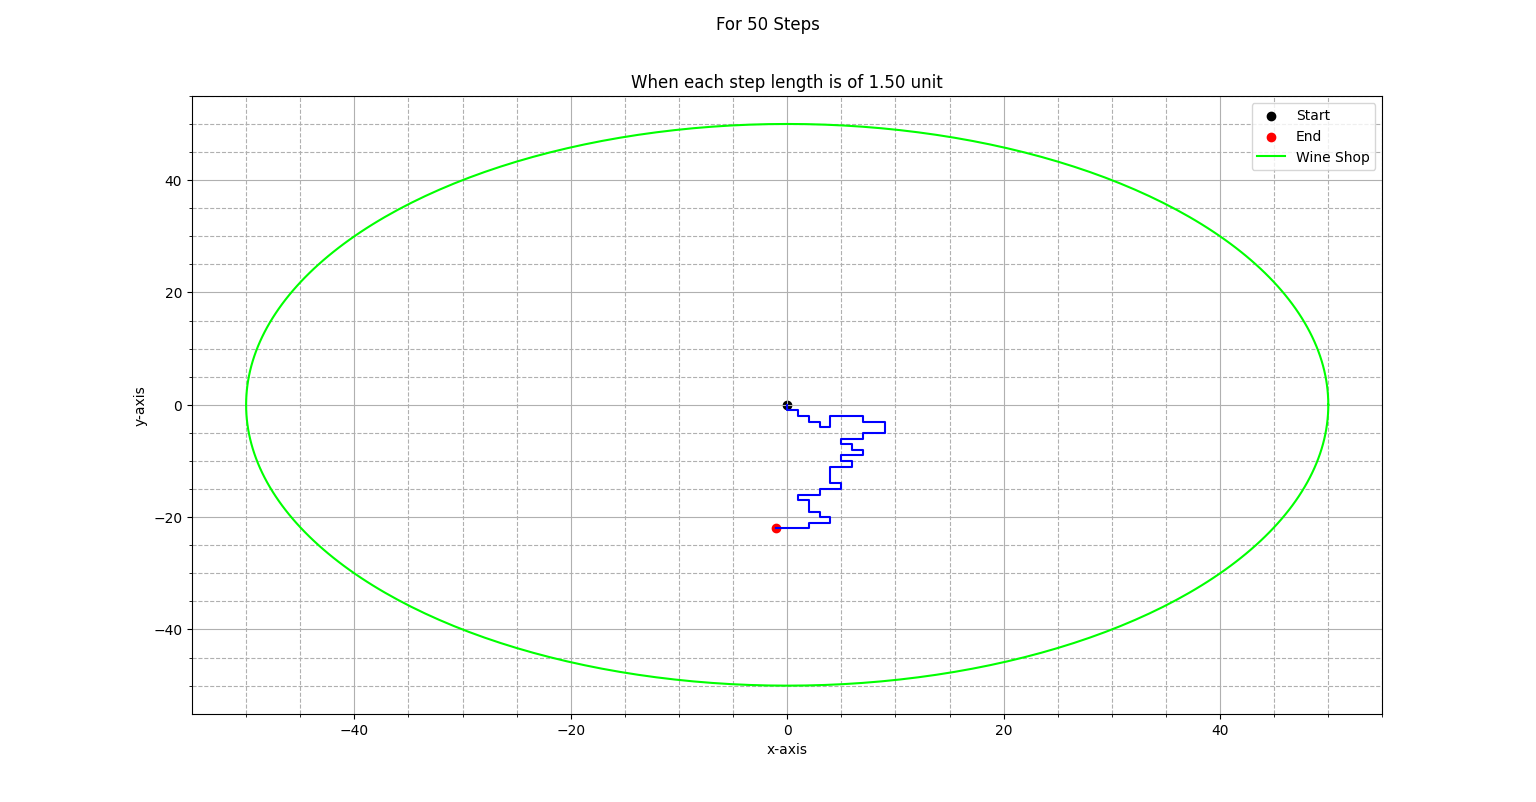 For 50 Steps
When each step length is of 1.50 unit
Start
End
Wine Shop
40
20
0
−20
−40
y-axis
−40 −20 0 20 40
x-axis